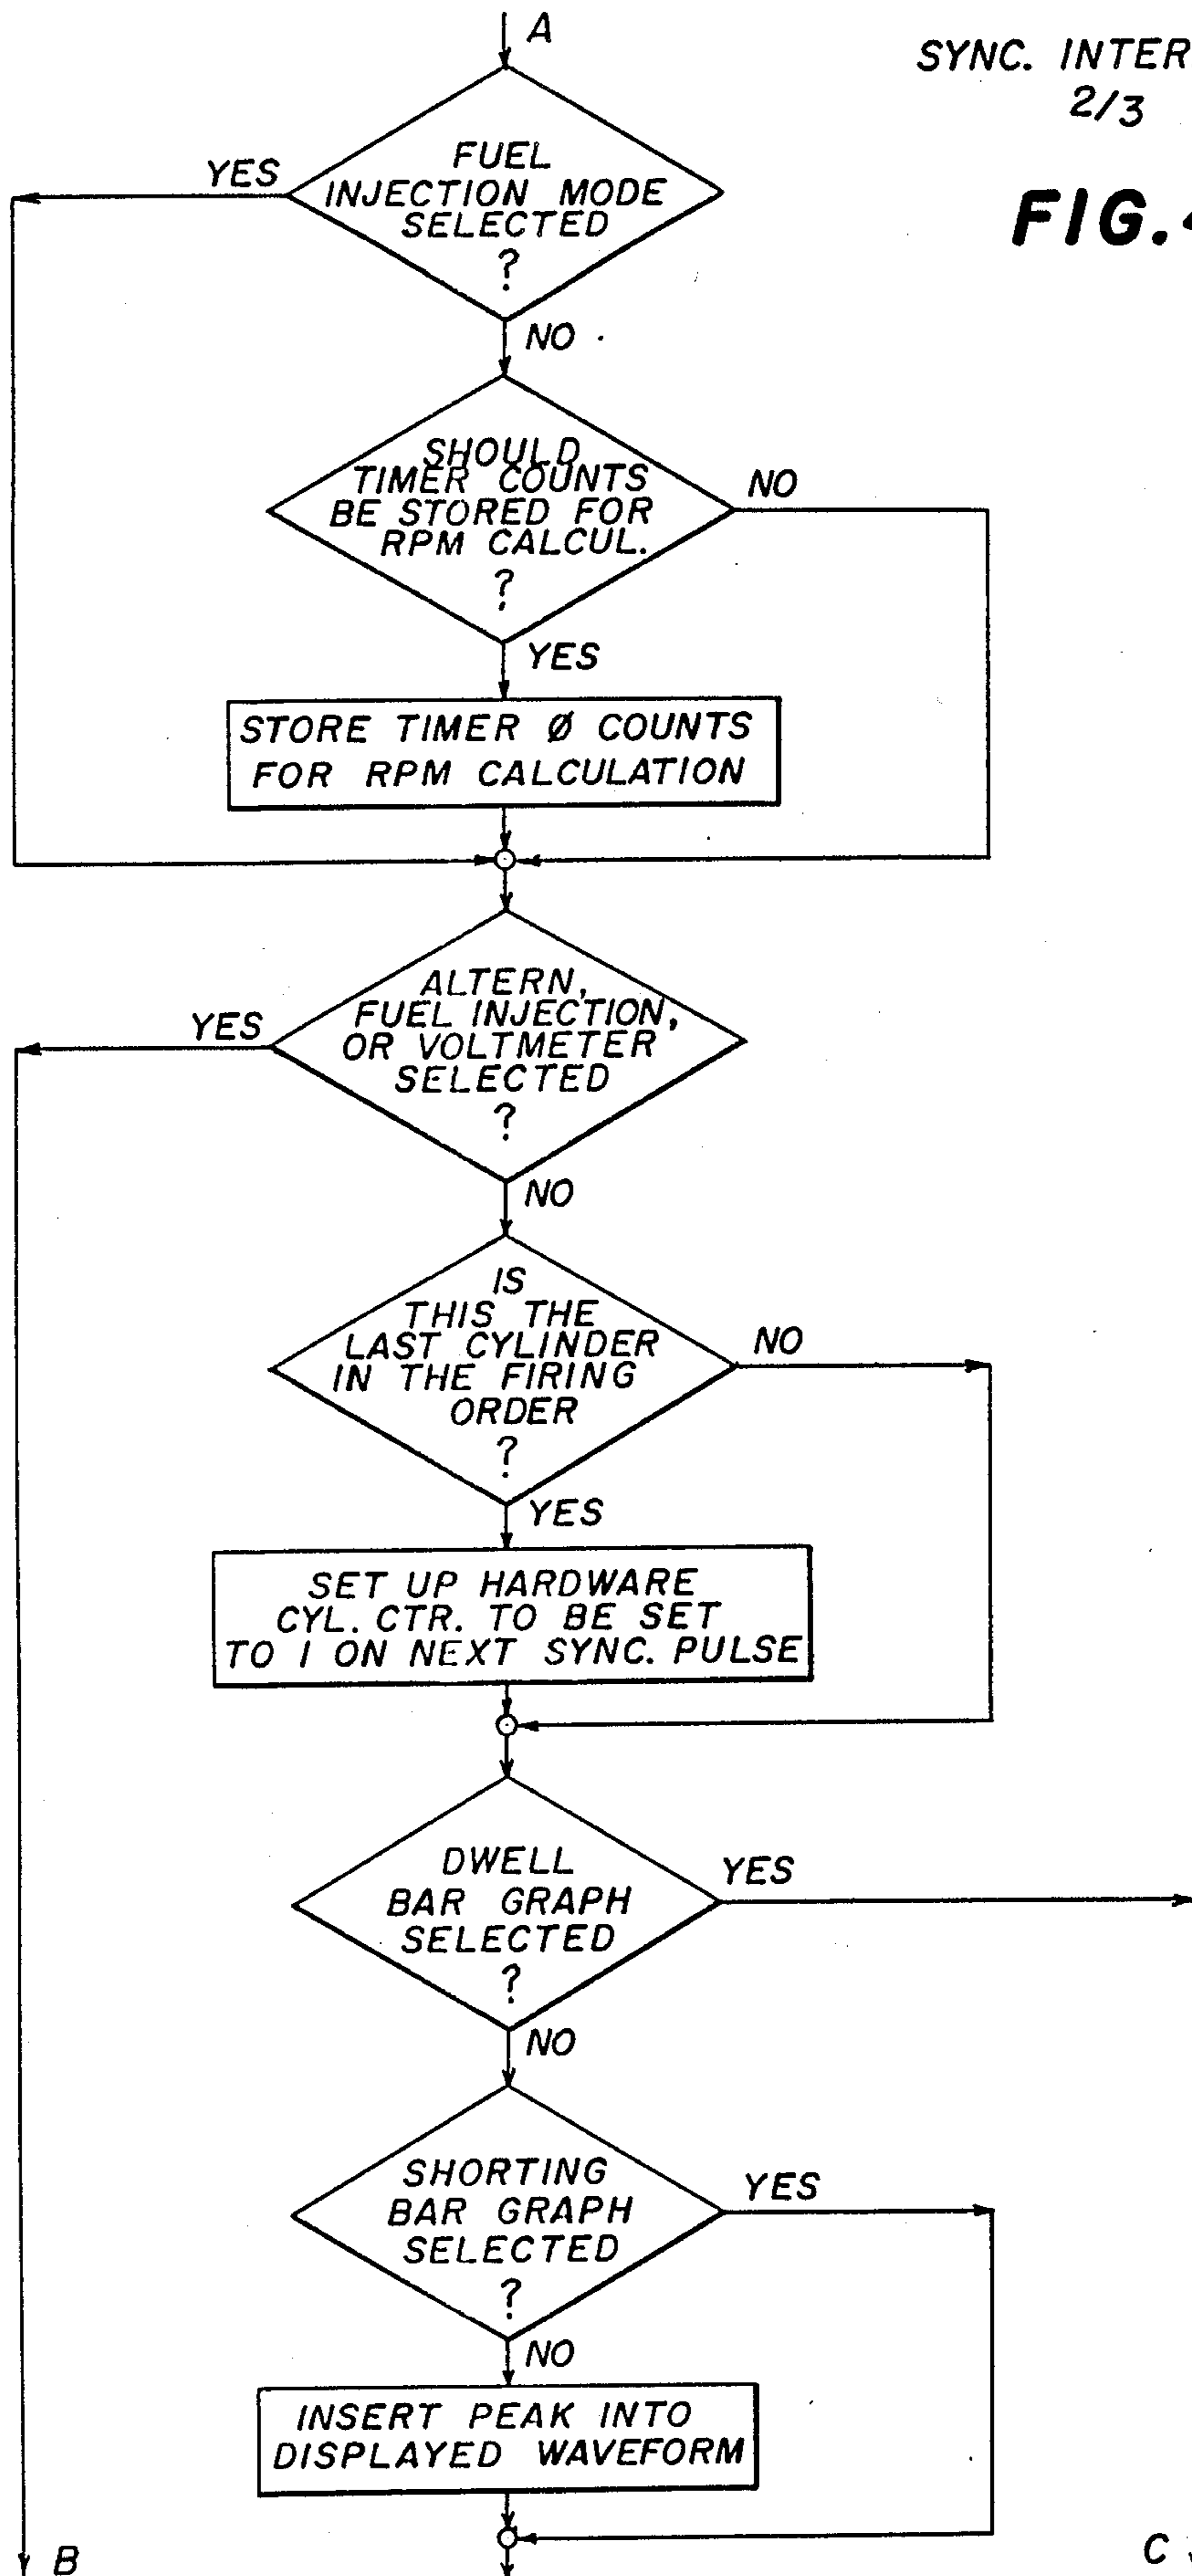 A
SYNC. INTER
2/3
FIG.
YES
FUEL
INJECTION MODE
SELECTED
?
NO
SHOULD
TIMER COUNTS
BE STORED FOR
RPM CALCUL.
?
NO
YES
STORE TIMER Ø COUNTS
FOR RPM CALCULATION
YES
ALTERN,
FUEL INJECTION,
OR VOLTMETER
SELECTED
?
NO
IS
THIS THE
LAST CYLINDER
IN THE FIRING
ORDER
?
NO
YES
SET UP HARDWARE
CYL. CTR. TO BE SET
TO 1 ON NEXT SYNC. PULSE
DWELL
BAR GRAPH
SELECTED
?
YES
NO
SHORTING
BAR GRAPH
SELECTED
?
YES
NO
INSERT PEAK INTO
DISPLAYED WAVEFORM
B
C